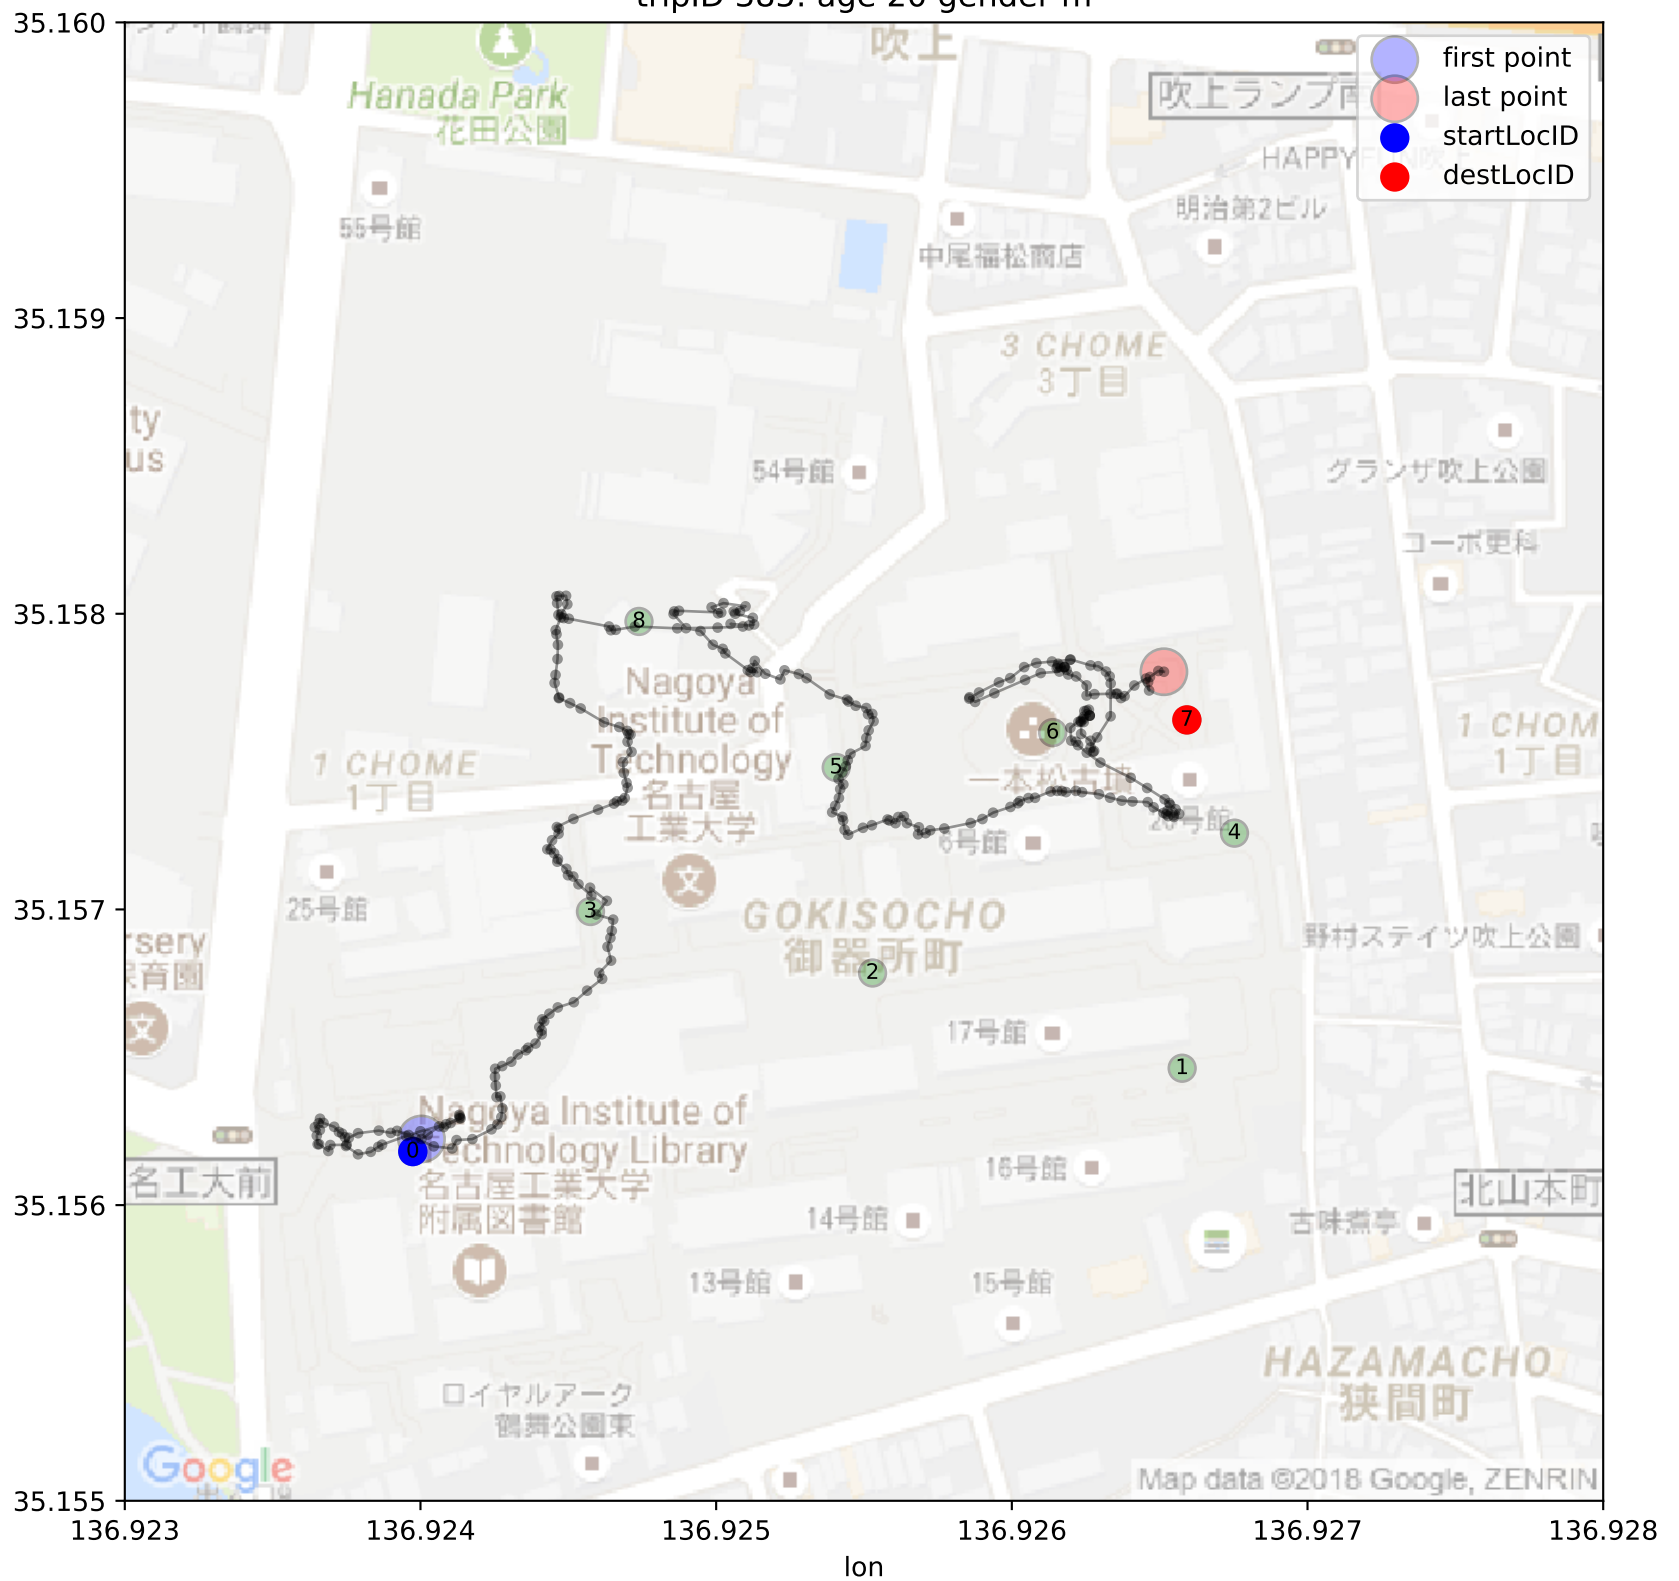 35.160
吹上
first point
last point
startLocID
destLocID
Hanada Park
花田公園
吹上ランプ南
55号館
明治第2ビル
中尾福松商店
35.159
3 CHOME
3丁目
ty
us
54号館
グランザ吹上公園
コーポ更科
35.158
8
Nagoya
Institute of
Technology
名古屋
工業大学
7
6
5
一本松古墳
1 CHOME
1丁目
1 CHOM
1丁目
20号館
4
6号館
25号館
35.157
3
GOKISOCHO
御器所町
2
rsery
保育園
野村ステイツ吹上公園
17号館
1
Nagoya Institute of
Technology Library
名古屋工業大学
附属図書館
0
名工大前
16号館
北山本町
古味煮亭
35.156
14号館
13号館
15号館
HAZAMACHO
狭間町
ロイヤルアーク
鶴舞公園東
Google
Map data ©2018 Google, ZENRIN
35.155
136.923
136.924
136.925
136.926
136.927
136.928
lon